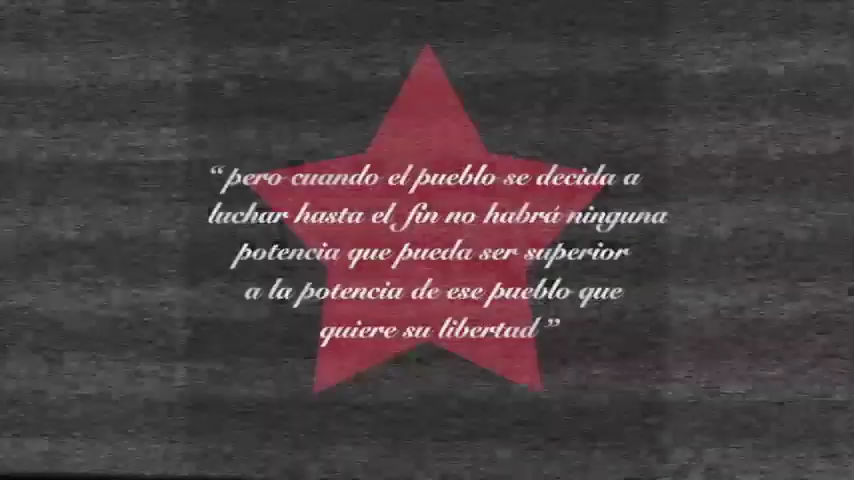 “pero cuando el pueblo se decida a
luchar hasta el fin no habrá ninguna
potencia que pueda ser superior
a la potencia de ese pueblo que
quiere su libertad”